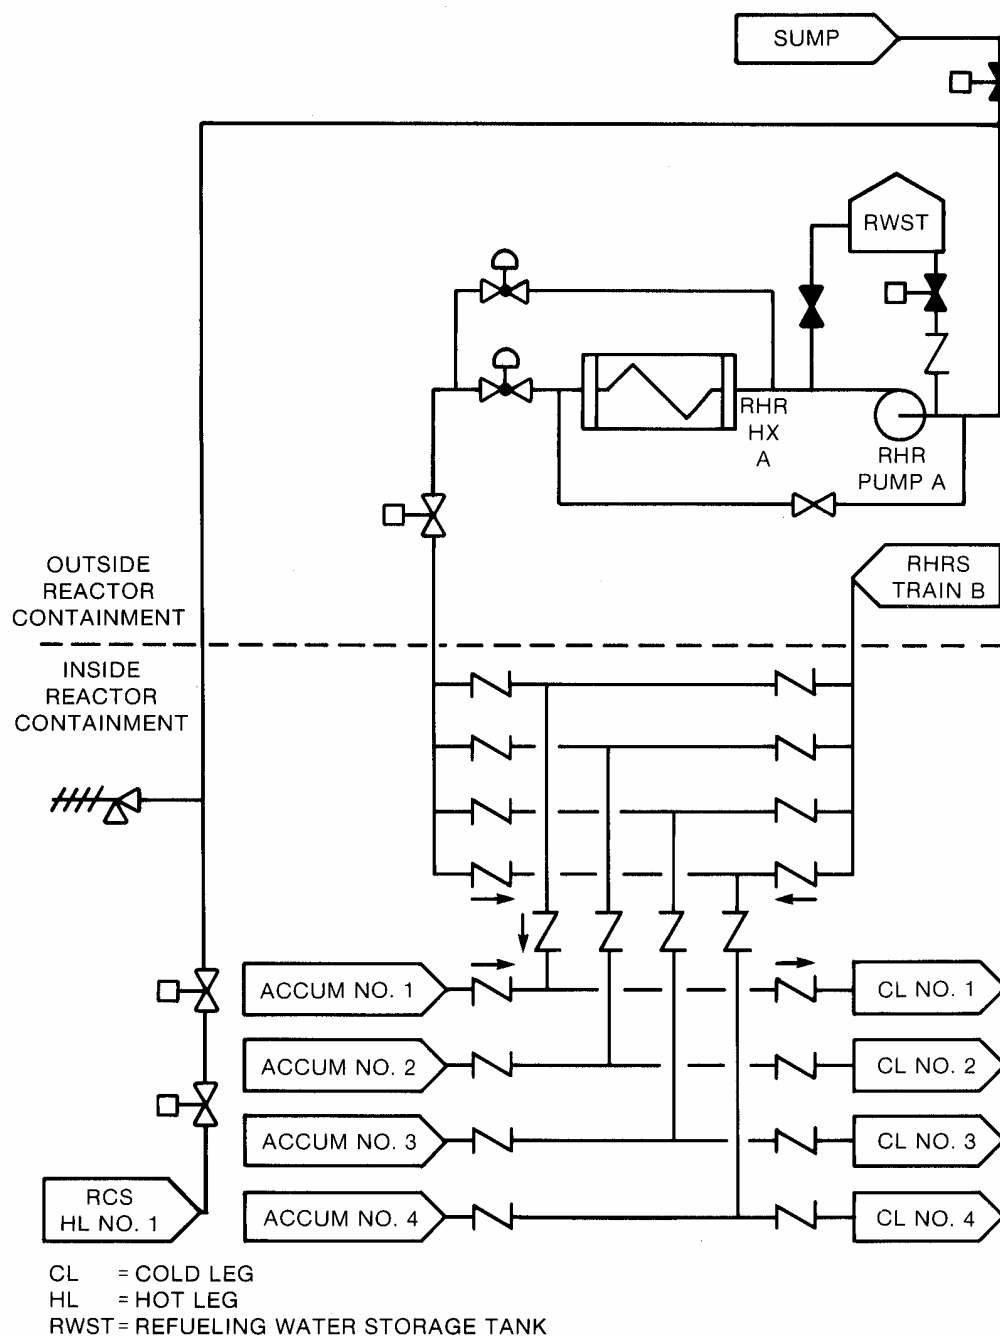 SUMP
RWST
RHR
HX
A
RHR
PUMP A
OUTSIDE
REACTOR
CONTAINMENT
RHRS
TRAIN B
INSIDE
REACTOR
CONTAINMENT
ACCUM NO. 1
CL NO. 1
ACCUM NO. 2
CL NO. 2
ACCUM NO. 3
CL NO. 3
RCS
HL NO. 1
ACCUM NO. 4
CL NO. 4
CL = COLD LEG
HL = HOT LEG
RWST = REFUELING WATER STORAGE TANK